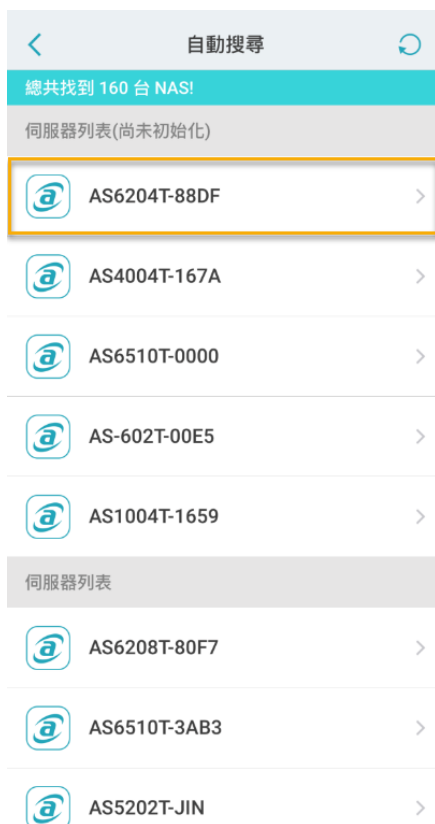 自動搜尋
總共找到 160 台 NAS!
伺服器列表(尚未初始化)
AS6204T-88DF
AS4004T-167A
AS6510T-0000
AS-602T-00E5
AS1004T-1659
伺服器列表
AS6208T-80F7
AS6510T-3AB3
AS5202T-JIN